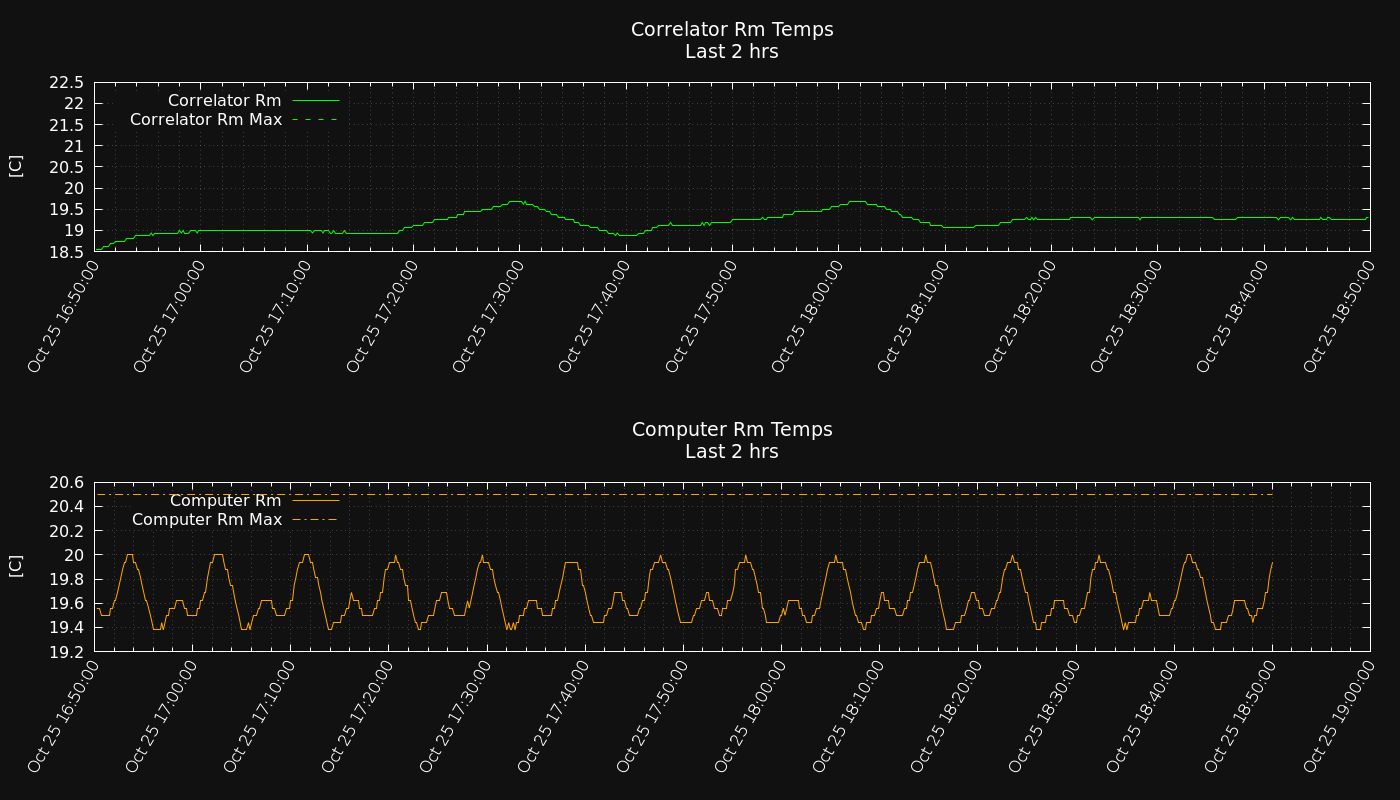 Correlator Rm Temps
Last 2 hrs
22.5
22
21.5
21
20.5
20
19.5
19
18.5
[C]
Correlator Rm
Correlator Rm Max
Oct 25 16:50:00
Oct 25 17:00:00
Oct 25 17:10:00
Oct 25 17:20:00
Oct 25 17:30:00
Oct 25 17:40:00
Oct 25 17:50:00
Oct 25 18:00:00
Oct 25 18:10:00
Oct 25 18:20:00
Oct 25 18:30:00
Oct 25 18:40:00
Oct 25 18:50:00
Computer Rm Temps
Last 2 hrs
20.6
20.4
20.2
20
19.8
19.6
19.4
19.2
[C]
Computer Rm
Computer Rm Max
Oct 25 16:50:00
Oct 25 17:00:00
Oct 25 17:10:00
Oct 25 17:20:00
Oct 25 17:30:00
Oct 25 17:40:00
Oct 25 17:50:00
Oct 25 18:00:00
Oct 25 18:10:00
Oct 25 18:20:00
Oct 25 18:30:00
Oct 25 18:40:00
Oct 25 18:50:00
Oct 25 19:00:00